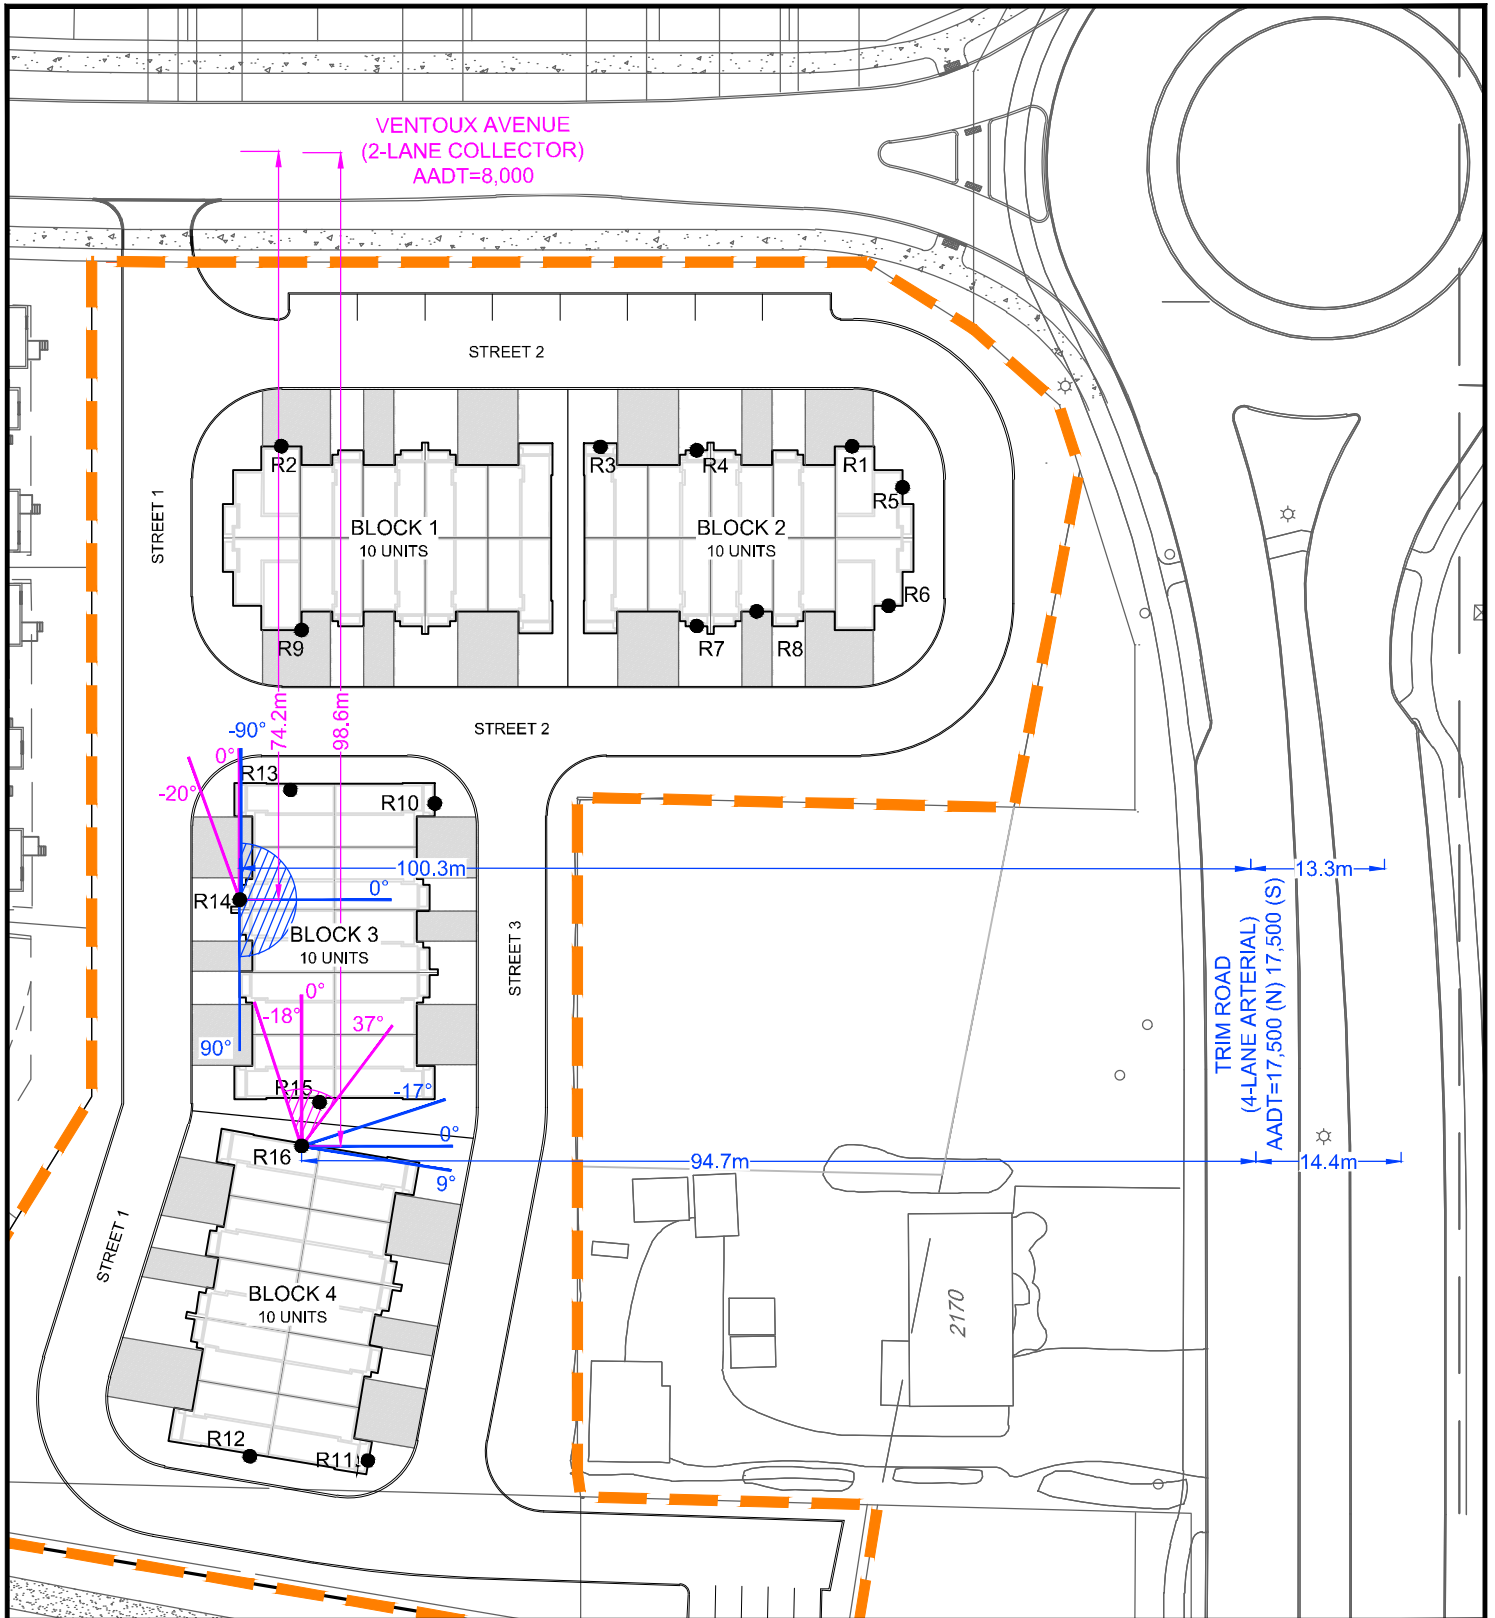 VENTOUX AVENUE
(2-LANE COLLECTOR)
AADT=8,000
STREET 2
R2
R3
R4
R1
R5
STREET 1
BLOCK 1
10 UNITS
BLOCK 2
10 UNITS
R6
R9
R7
R8
74.2m
98.6m
STREET 2
-90°
0°
-20°
R13
R10
100.3m
13.3m
0°
R14
BLOCK 3
10 UNITS
STREET 3
TRIM ROAD
(4-LANE ARTERIAL)
AADT=17,500 (N) 17,500 (S)
0°
-18°
37°
90°
R15
-17°
0°
R16
94.7m
14.4m
9°
STREET 1
BLOCK 4
10 UNITS
2170
R12
R11